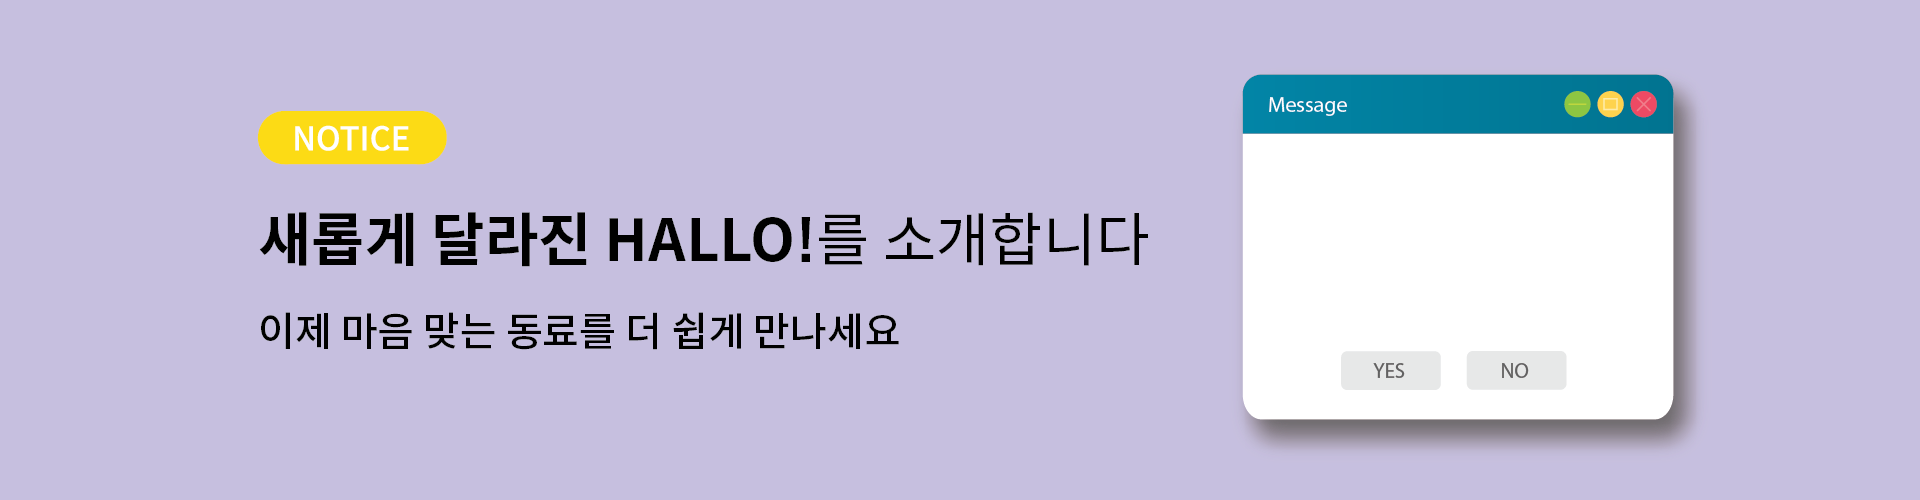 NOTICE
새롭게 달라진 HALLO!를 소개합니다
이제 마음 맞는 동료를 더 쉽게 만나세요
Message
YES
NO